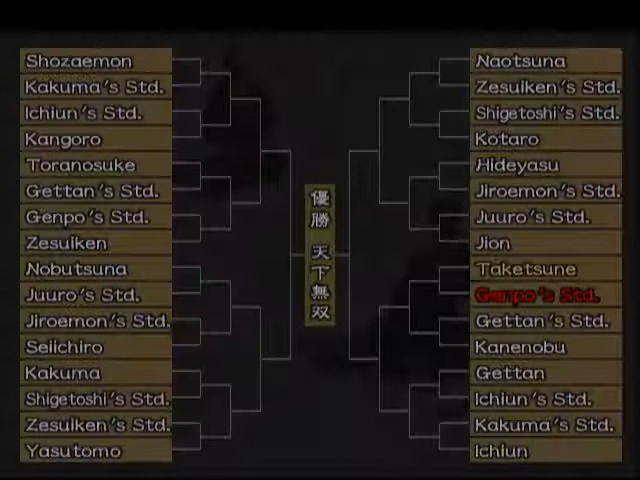 Shozaemon
Kakuma's Std.
Ichiun's Std.
Kangoro
Toranosuke
Gettan's Std.
Genpo's Std.
Zesuiken
Nobutsuna
Juuro's Std.
Jiroemon's Std.
Seiichiro
Kakuma
Shigetoshi's Std.
Zesuiken's Std.
Yasutomo
優勝 天下無双
Naotsuna
Zesuiken's Std.
Shigetoshi's Std.
Kotaro
Hideyasu
Jiroemon's Std.
Juuro's Std.
Jion
Taketsune
Genpo's Std.
Gettan's Std.
Kanenobu
Gettan
Ichiun's Std.
Kakuma's Std.
Ichiun